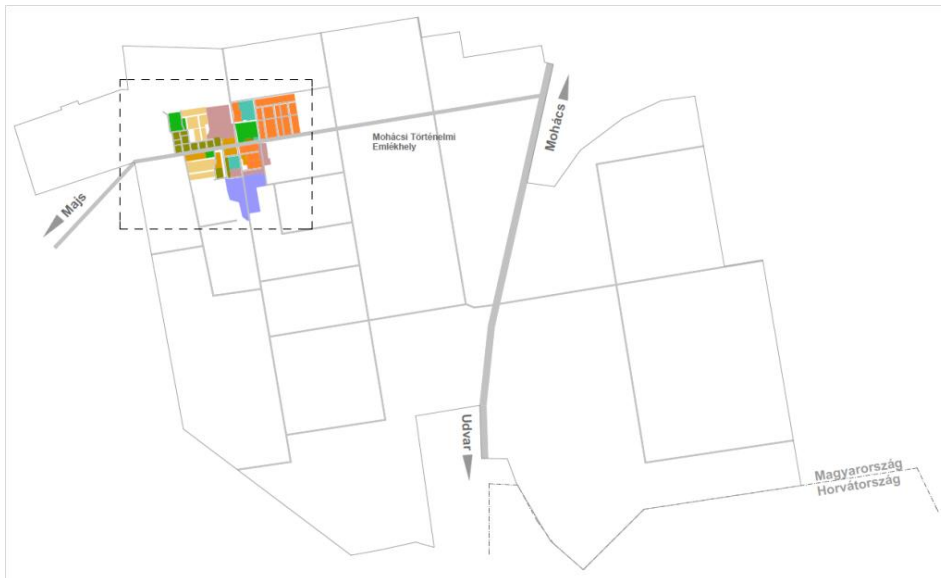 Mohács
Mohácsi Történelmi
Emlékhely
Majs
Udvar
Magyarország
Horvátország